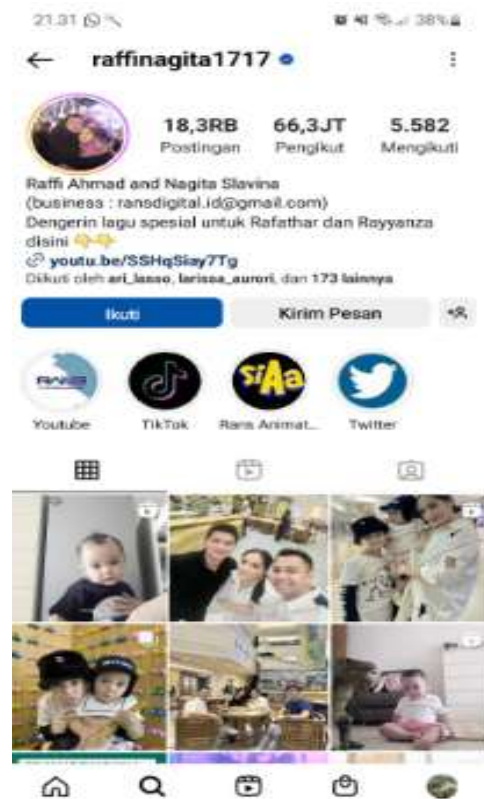 21.31
38%
raffinagita1717
18,3RB 66,3JT 5.582
Postingan Pengikut Mengikuti
Raffi Ahmad and Nagita Slavina
(business : ransdigital.id@gmail.com)
Dengerin lagu spesial untuk Rafathar dan Rayyanza
disini 👇👇
youtu.be/SSHqSiay7Tg
Diikuti oleh ari_lasso, larissa_aurori, dan 173 lainnya
Ikuti Kirim Pesan
RANS SiAa
Youtube TikTok Rans Animat... Twitter